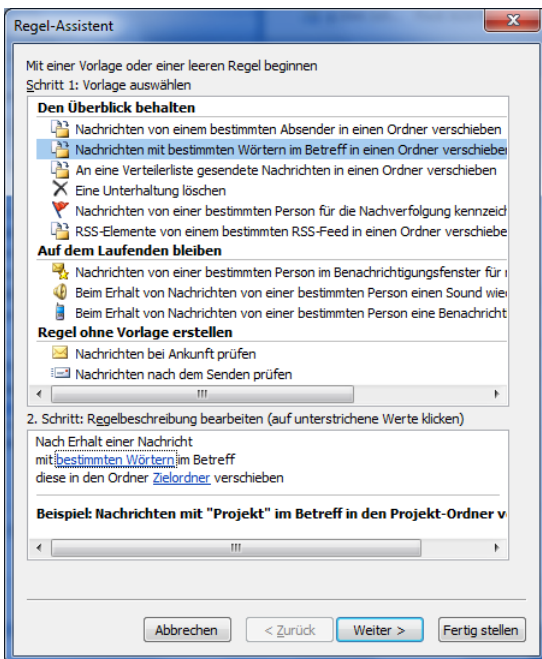 Regel-Assistent
Mit einer Vorlage oder einer leeren Regel beginnen
Schritt 1: Vorlage auswählen
Den Überblick behalten
Nachrichten von einem bestimmten Absender in einen Ordner verschieben
Nachrichten mit bestimmten Wörtern im Betreff in einen Ordner verschieben
An eine Verteilerliste gesendete Nachrichten in einen Ordner verschieben
Eine Unterhaltung löschen
Nachrichten von einer bestimmten Person für die Nachverfolgung kennzeich
RSS-Elemente von einem bestimmten RSS-Feed in einen Ordner verschiebe
Auf dem Laufenden bleiben
Nachrichten von einer bestimmten Person im Benachrichtigungsfenster für
Beim Erhalt von Nachrichten von einer bestimmten Person einen Sound wie
Beim Erhalt von Nachrichten von einer bestimmten Person eine Benachricht
Regel ohne Vorlage erstellen
Nachrichten bei Ankunft prüfen
Nachrichten nach dem Senden prüfen
2. Schritt: Regelbeschreibung bearbeiten (auf unterstrichene Werte klicken)
Nach Erhalt einer Nachricht
mit bestimmten Wörtern im Betreff
diese in den Ordner Zielordner verschieben
Beispiel: Nachrichten mit "Projekt" im Betreff in den Projekt-Ordner v
Abbrechen
< Zurück
Weiter >
Fertig stellen